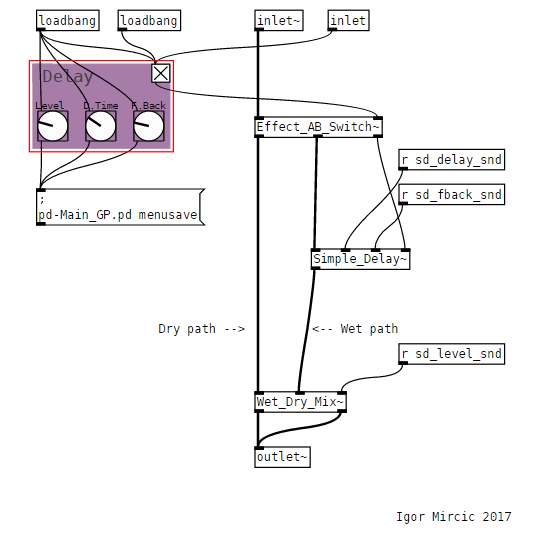 loadbang
loadbang
inlet~
inlet
Delay
Level
D.Time
F.Back
Effect_AB_Switch~
r sd_delay_snd
r sd_fback_snd
;
pd-Main_GP.pd menusave
Simple_Delay~
Dry path -->
<-- Wet path
r sd_level_snd
Wet_Dry_Mix~
outlet~
Igor Mircic 2017